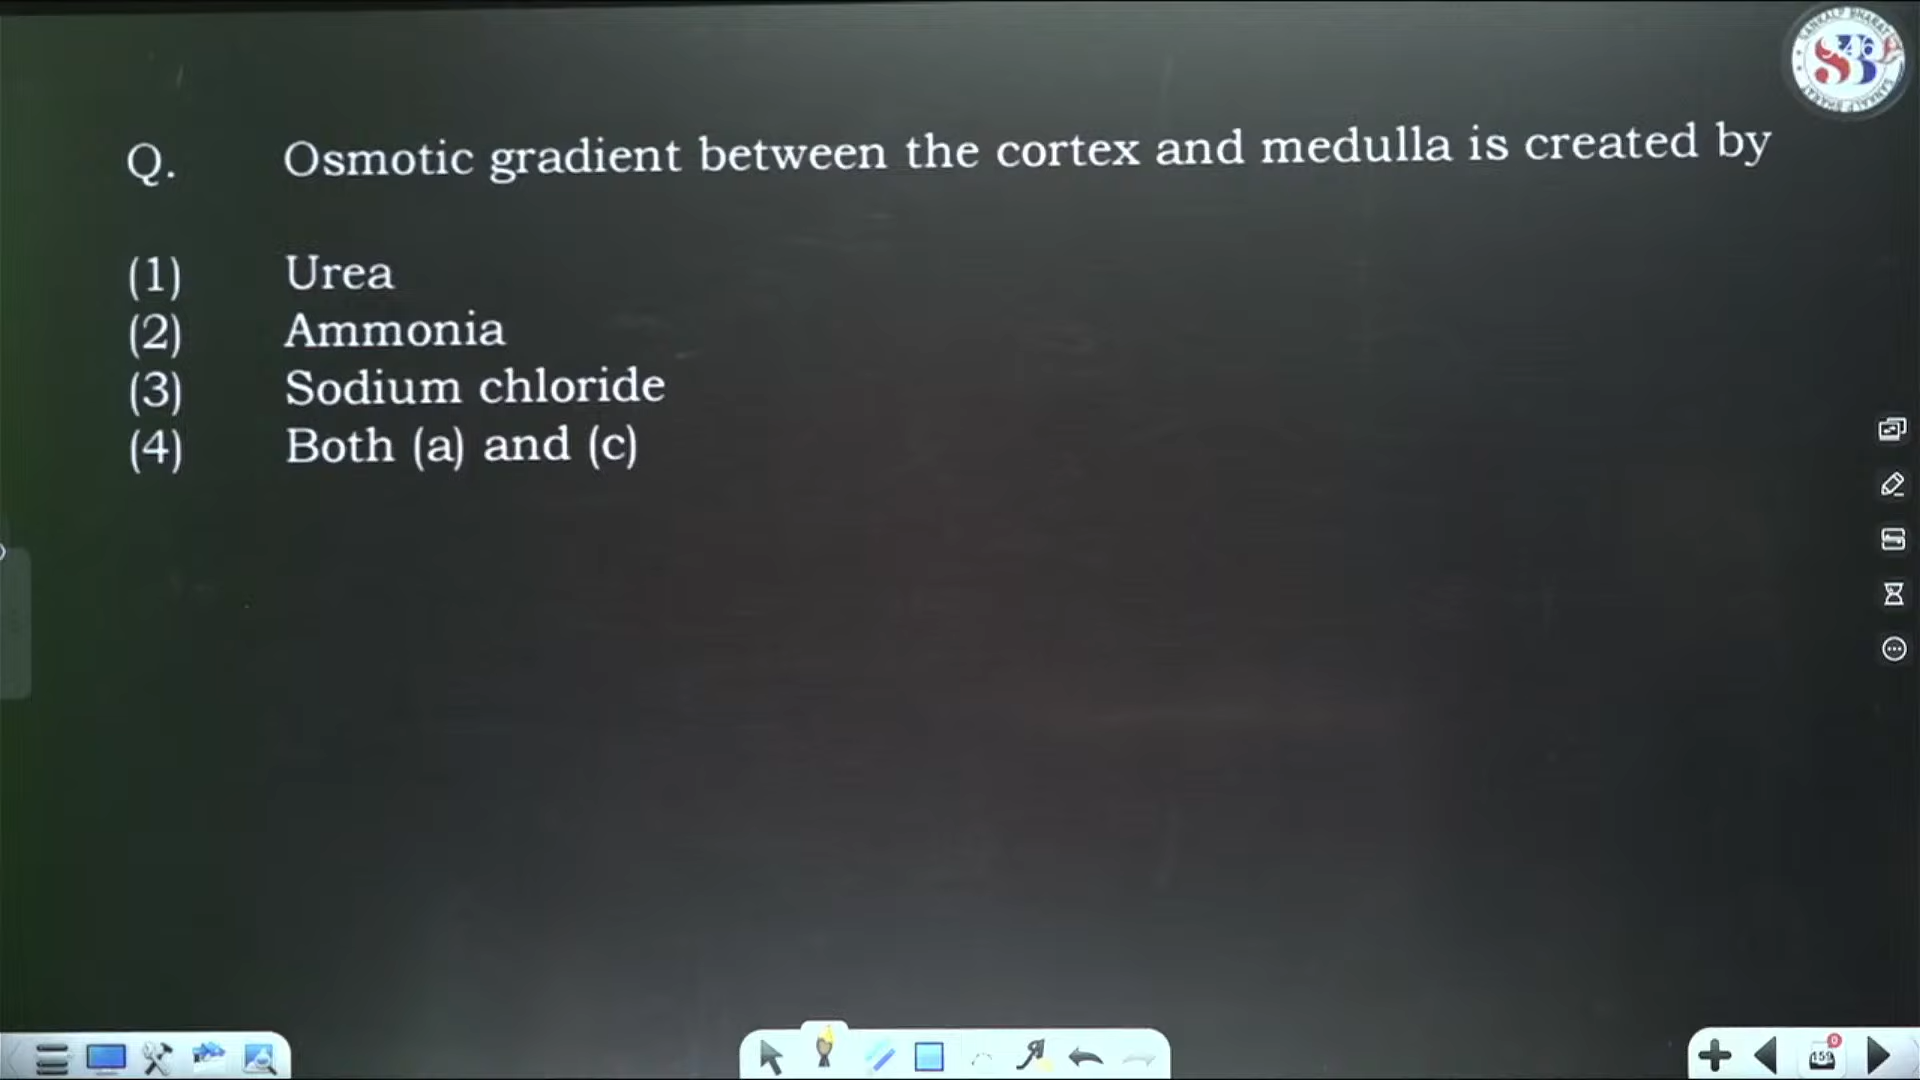 Q. Osmotic gradient between the cortex and medulla is created by
(1) Urea
(2) Ammonia
(3) Sodium chloride
(4) Both (a) and (c)